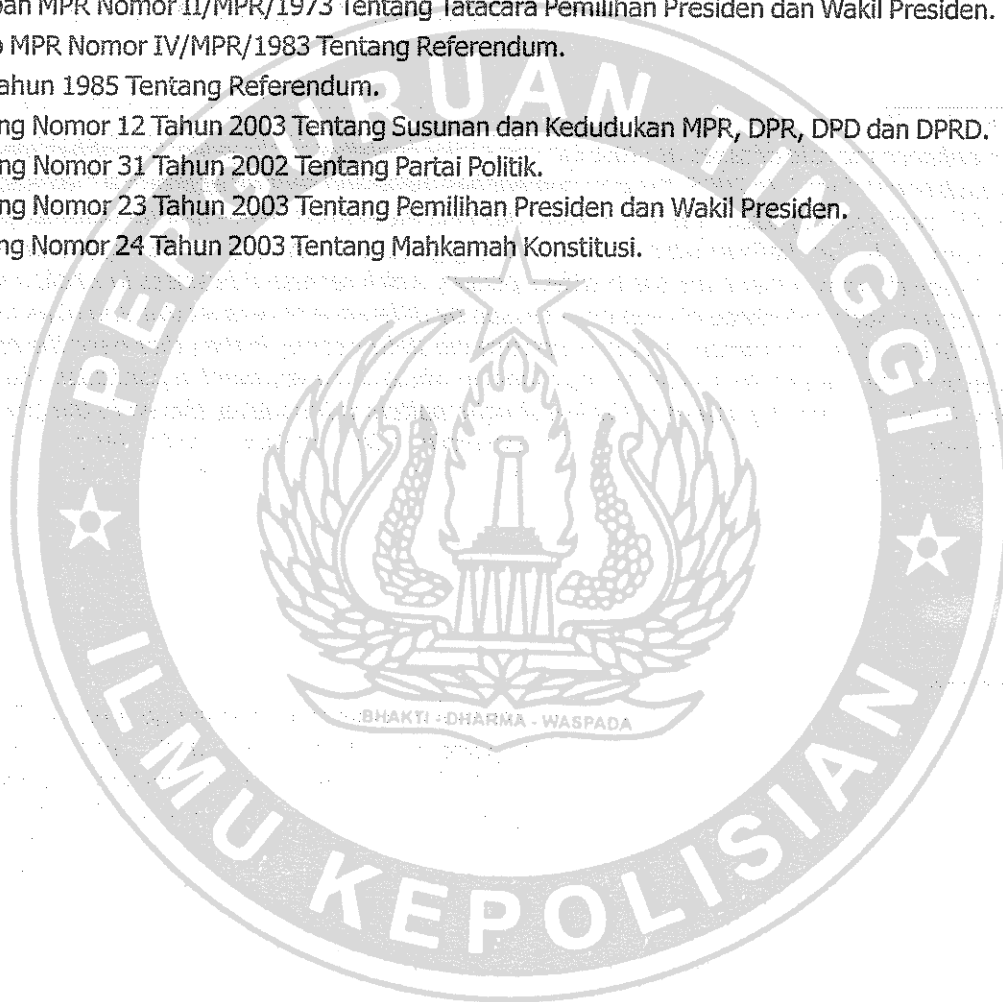 ban MPR Nomor II/MPR/1973 Tentang Tatacara Pemilihan Presiden dan Wakil Presiden.
MPR Nomor IV/MPR/1983 Tentang Referendum.
ahun 1985 Tentang Referendum.
ng Nomor 12 Tahun 2003 Tentang Susunan dan Kedudukan MPR, DPR, DPD dan DPRD.
ng Nomor 31 Tahun 2002 Tentang Partai Politik.
ng Nomor 23 Tahun 2003 Tentang Pemilihan Presiden dan Wakil Presiden.
ng Nomor 24 Tahun 2003 Tentang Mahkamah Konstitusi.
PERGURUAN TINGGI
BHAKTI - DHARMA - WASPADA
ILMU KEPOLISIAN